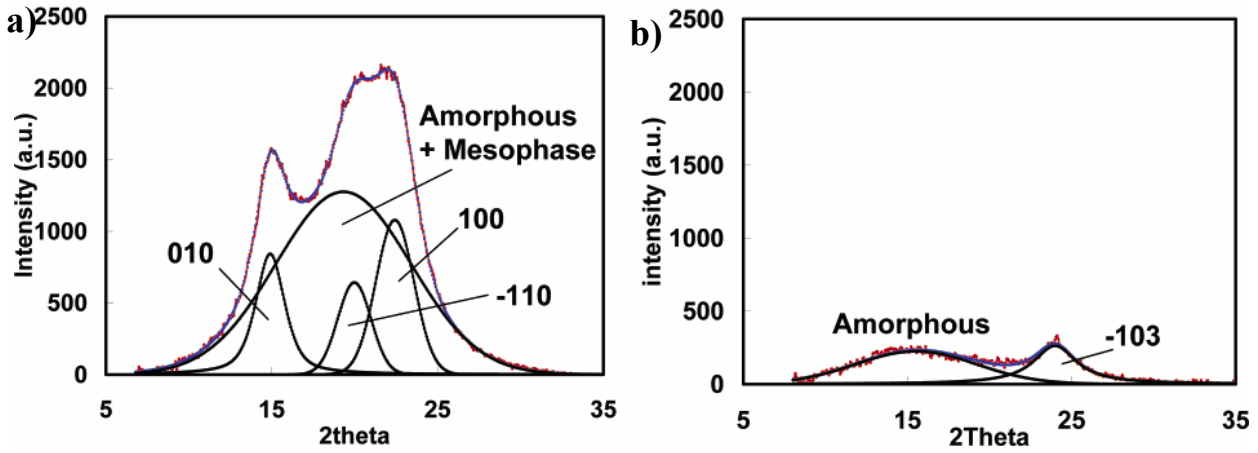 a)
2500
2000
1500
1000
500
0
Intensity (a.u.)
Amorphous
+ Mesophase
100
010
-110
5
15
25
35
2theta
b)
2500
2000
1500
1000
500
0
intensity (a.u.)
Amorphous
-103
5
15
25
35
2Theta